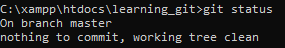 C:\xampp\htdocs\learning_git>git status
On branch master
nothing to commit, working tree clean